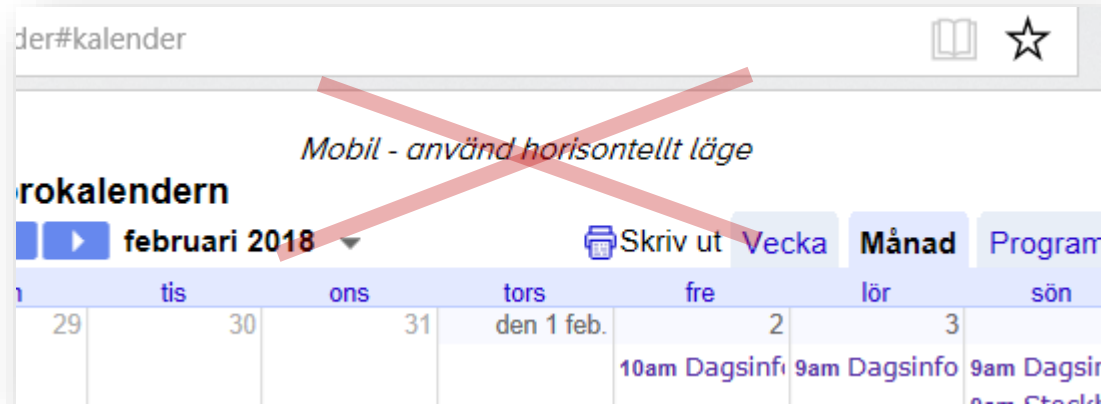 der#kalender
Mobil - använd horisontellt läge
rokalendern
februari 2018 Skriv ut Vecka Månad Program
tis ons tors fre lör sön
29 30 31 den 1 feb. 2 3
10am Dagsinf 9am Dagsinfo 9am Dagsin